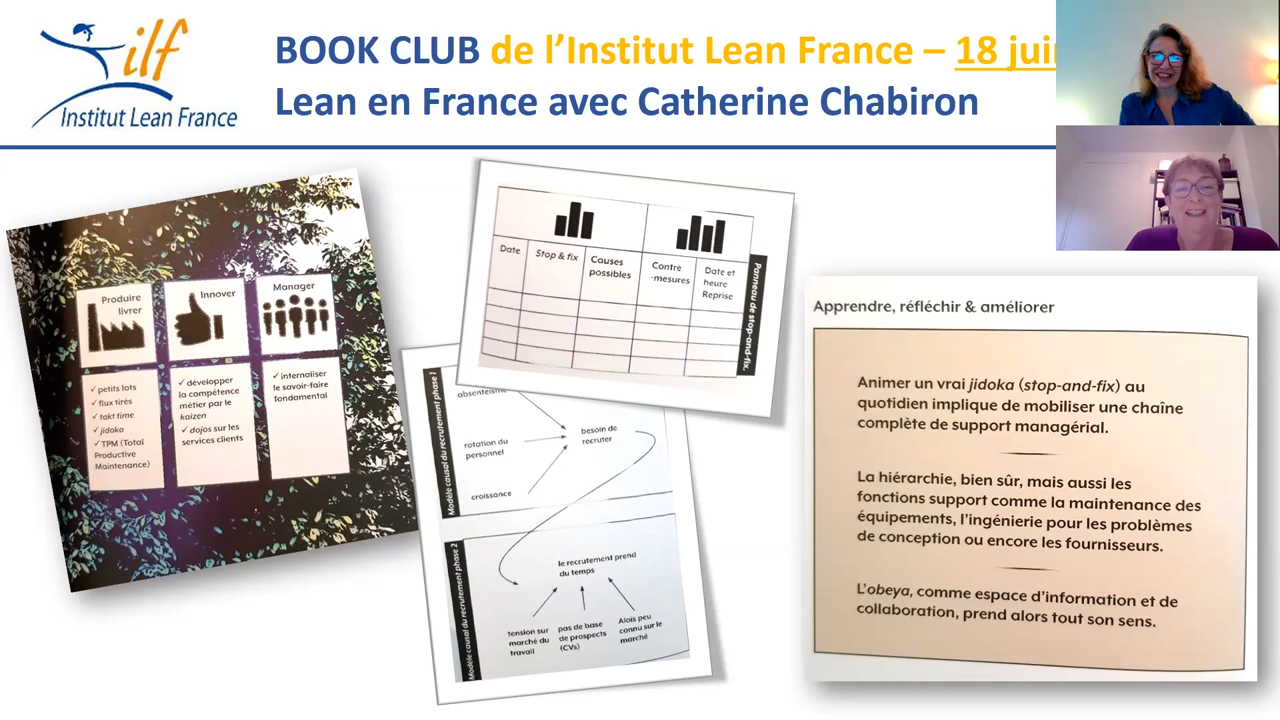 ilf
Institut Lean France
BOOK CLUB de l’Institut Lean France – 18 jui
Lean en France avec Catherine Chabiron
Produire
livrer
✓ petits lots
✓ flux tirés
✓ takt time
✓ jidoka
✓ TPM (Total
Productive
Maintenance)
Innover
✓ développer
la compétence
métier par le
kaizen
✓ dojos sur les
services clients
Manager
✓ internaliser
le savoir-faire
fondamental
Date
Stop & fix
Causes
possibles
Contre
-mesures
Date et
heure
Reprise
Panneau de stop-and-fix.
Modèle causal du recrutement phase 1
absentéisme
rotation du
personnel
croissance
besoin de
recruter
Modèle causal du recrutement phase 2
le recrutement prend
du temps
tension sur
marché du
travail
pas de base
de prospects
(CVs)
Aloïs peu
connu sur le
marché
Apprendre, réfléchir & améliorer
Animer un vrai jidoka (stop-and-fix) au
quotidien implique de mobiliser une chaîne
complète de support managérial.
La hiérarchie, bien sûr, mais aussi les
fonctions support comme la maintenance des
équipements, l’ingénierie pour les problèmes
de conception ou encore les fournisseurs.
L’obeya, comme espace d’information et de
collaboration, prend alors tout son sens.